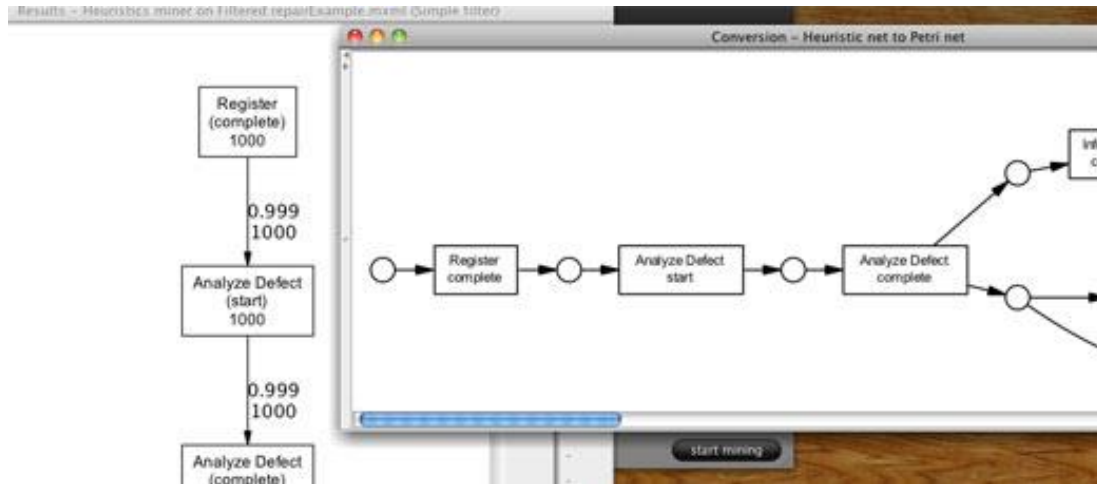 Results - Heuristics miner on Filtered repairExample.mxml (Simple filter)
Conversion - Heuristic net to Petri net
Register
(complete)
1000
0.999
1000
Analyze Defect
(start)
1000
0.999
1000
Analyze Defect
(complete)
Register
complete
Analyze Defect
start
Analyze Defect
complete
start mining